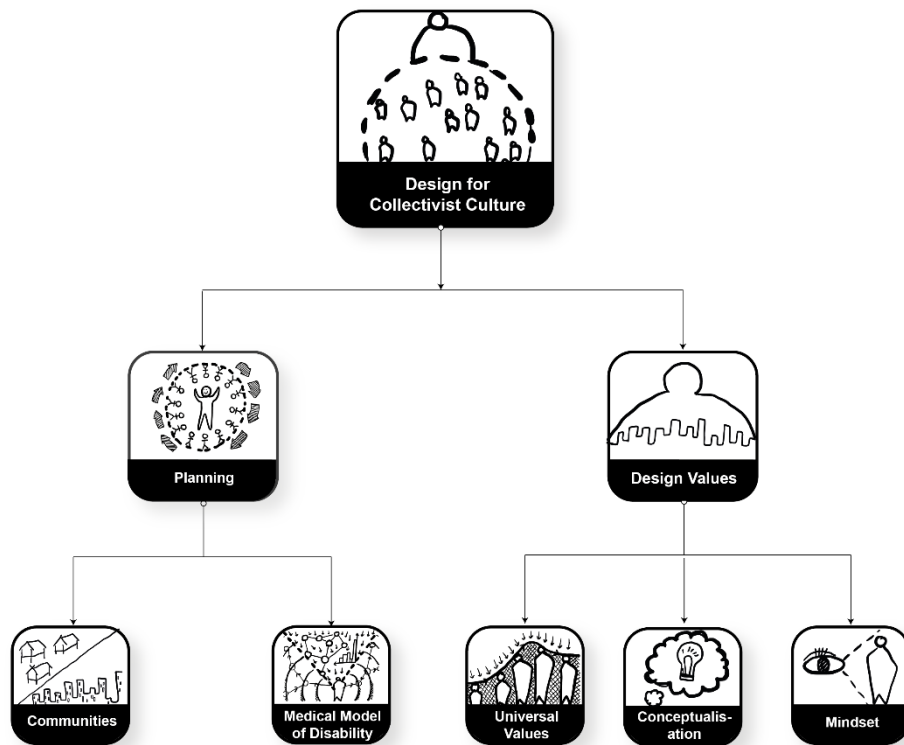 Design for
Collectivist Culture
Planning
Design Values
Communities
Medical Model
of Disability
Universal
Values
Conceptualis-
ation
Mindset